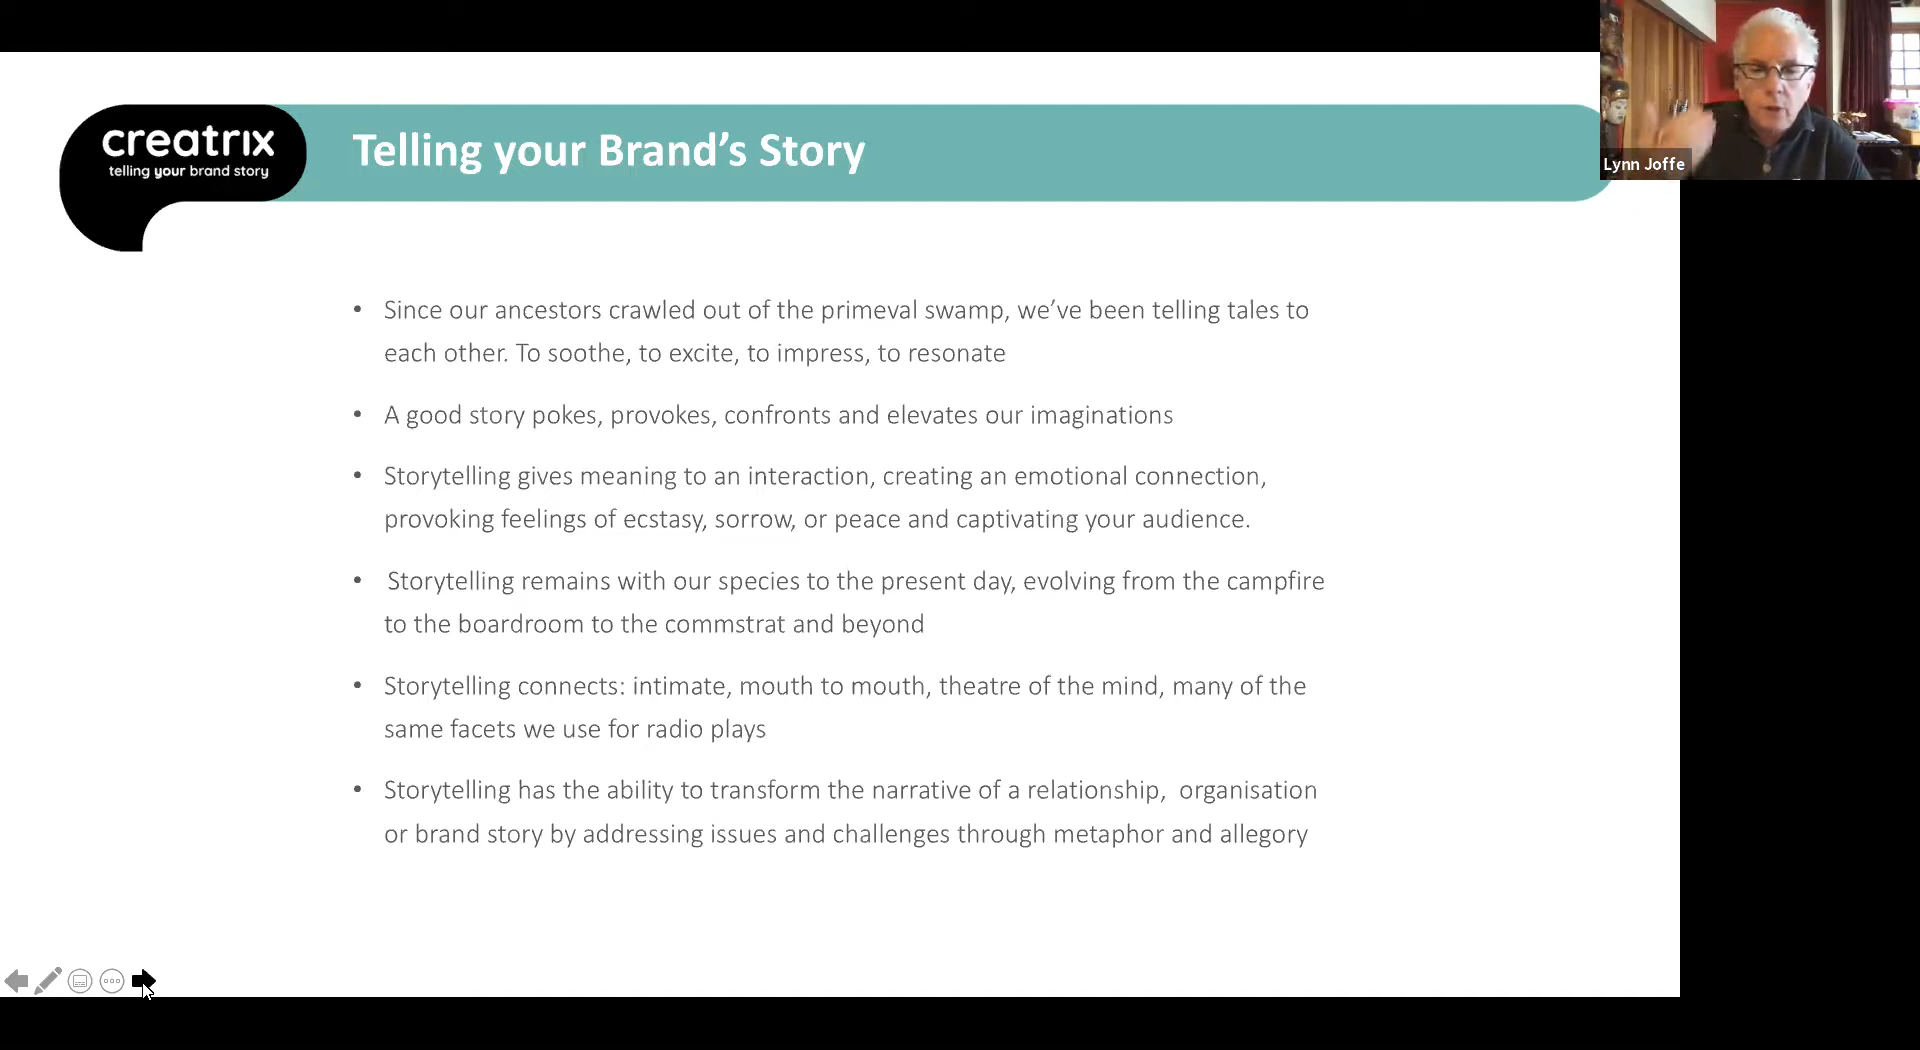 creatrix
telling your brand story
Telling your Brand’s Story
Lynn Joffe
• Since our ancestors crawled out of the primeval swamp, we’ve been telling tales to
each other. To soothe, to excite, to impress, to resonate
• A good story pokes, provokes, confronts and elevates our imaginations
• Storytelling gives meaning to an interaction, creating an emotional connection,
provoking feelings of ecstasy, sorrow, or peace and captivating your audience.
• Storytelling remains with our species to the present day, evolving from the campfire
to the boardroom to the commstrat and beyond
• Storytelling connects: intimate, mouth to mouth, theatre of the mind, many of the
same facets we use for radio plays
• Storytelling has the ability to transform the narrative of a relationship,  organisation
or brand story by addressing issues and challenges through metaphor and allegory